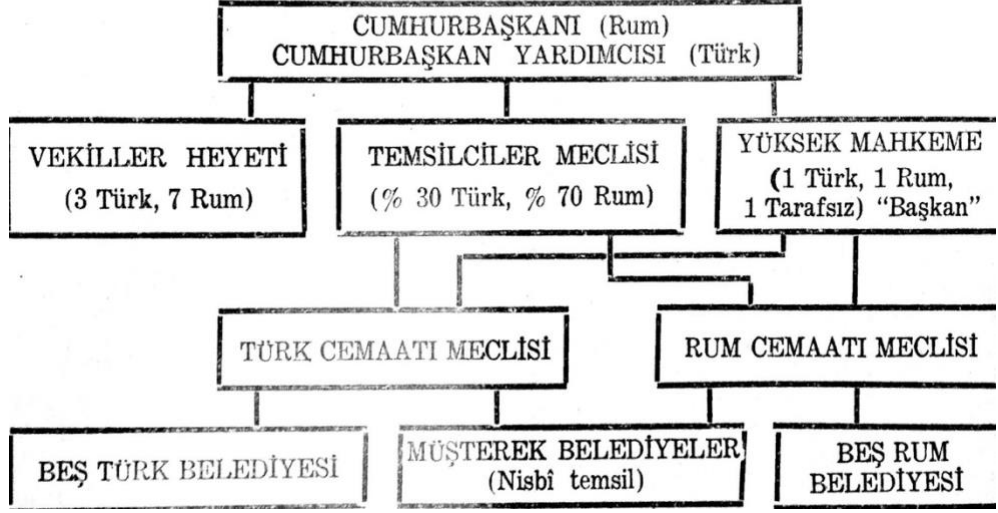 CUMHURBAŞKANI (Rum)
CUMHURBAŞKAN YARDIMCISI (Türk)
VEKİLLER HEYETİ
(3 Türk, 7 Rum)
TEMSİLCİLER MECLİSİ
(% 30 Türk, % 70 Rum)
YÜKSEK MAHKEME
(1 Türk, 1 Rum,
1 Tarafsız) “Başkan”
TÜRK CEMAATI MECLİSİ
RUM CEMAATI MECLİSİ
BEŞ TÜRK BELEDİYESİ
MÜŞTEREK BELEDİYELER
(Nisbî temsil)
BEŞ RUM
BELEDİYESİ